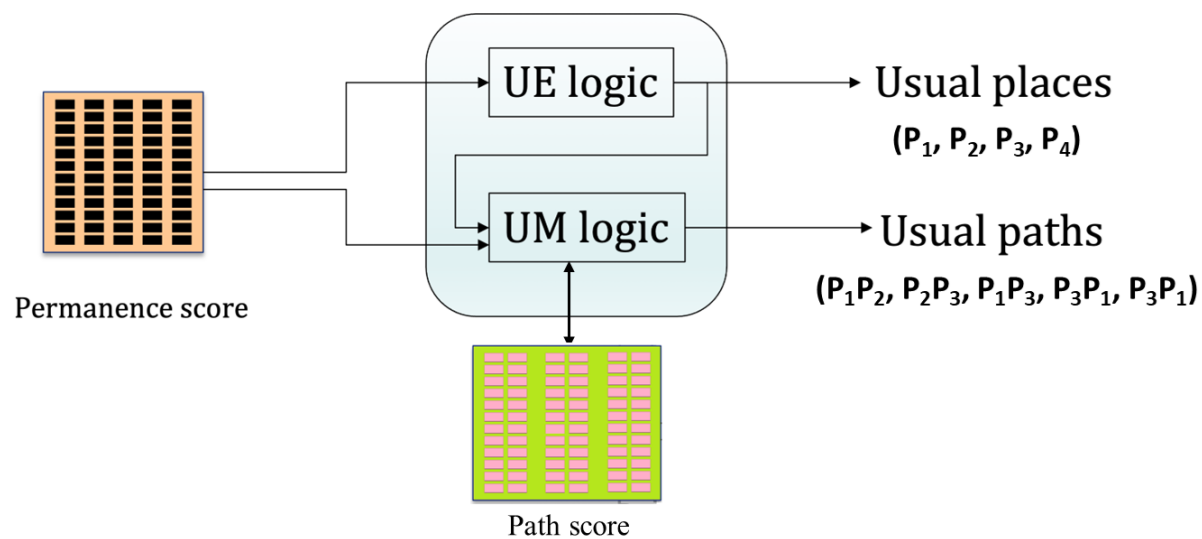 UE logic
Usual places
(P₁, P₂, P₃, P₄)
UM logic
Usual paths
(P₁P₂, P₂P₃, P₁P₃, P₃P₁, P₃P₁)
Permanence score
Path score